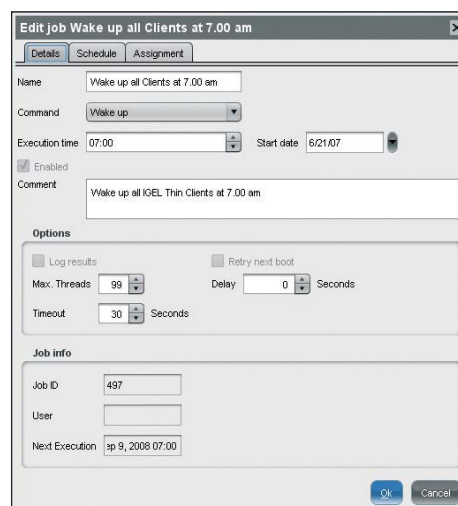 Edit job Wake up all Clients at 7.00 am
Details Schedule Assignment
Name Wake up all Clients at 7.00 am
Command Wake up
Execution time 07:00 Start date 6/21/07
Enabled
Comment
Wake up all IGEL Thin Clients at 7.00 am
Options
Log results Retry next boot
Max. Threads 99 Delay 0 Seconds
Timeout 30 Seconds
Job info
Job ID 497
User
Next Execution ep 9, 2008 07:00
Ok Cancel